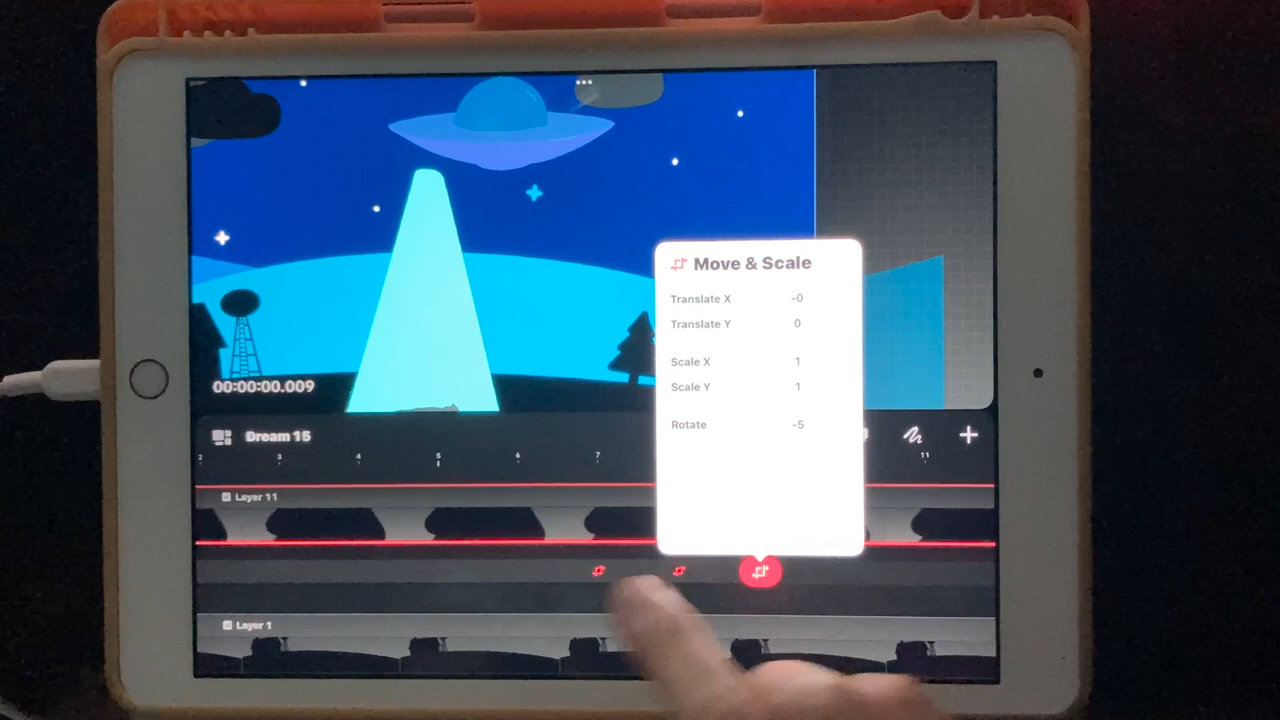 Move & Scale
Translate X -0
Translate Y 0
Scale X 1
Scale Y 1
Rotate -5
00:00:00.009
Dream 15
2 3 4 5 6 7 11
Layer 11
Layer 1